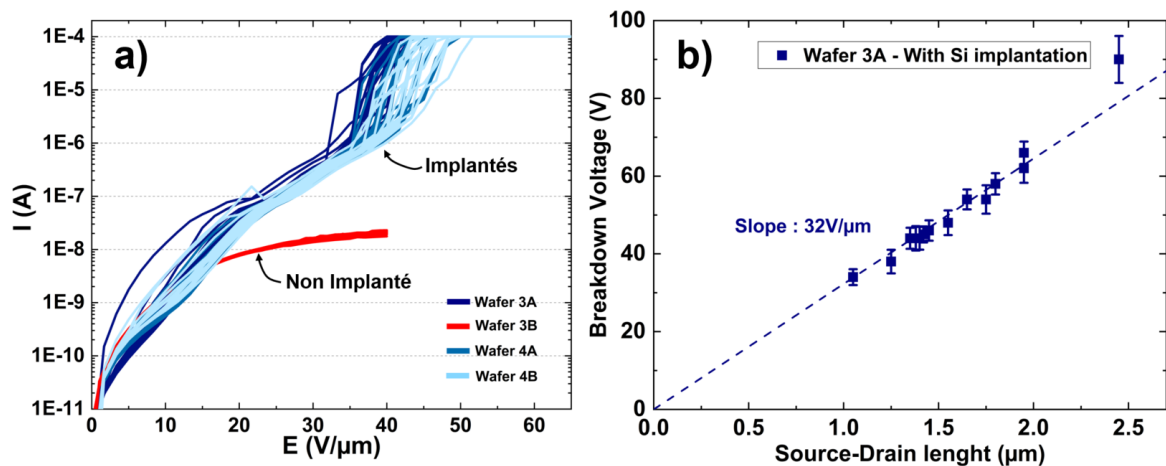 a)
1E-4
1E-5
1E-6
1E-7
1E-8
1E-9
1E-10
1E-11
I (A)
Implantés
Non Implanté
Wafer 3A
Wafer 3B
Wafer 4A
Wafer 4B
0 10 20 30 40 50 60
E (V/µm)
b)
Wafer 3A - With Si implantation
100
80
60
40
20
0
Breakdown Voltage (V)
Slope : 32V/µm
0.0 0.5 1.0 1.5 2.0 2.5
Source-Drain lenght (µm)